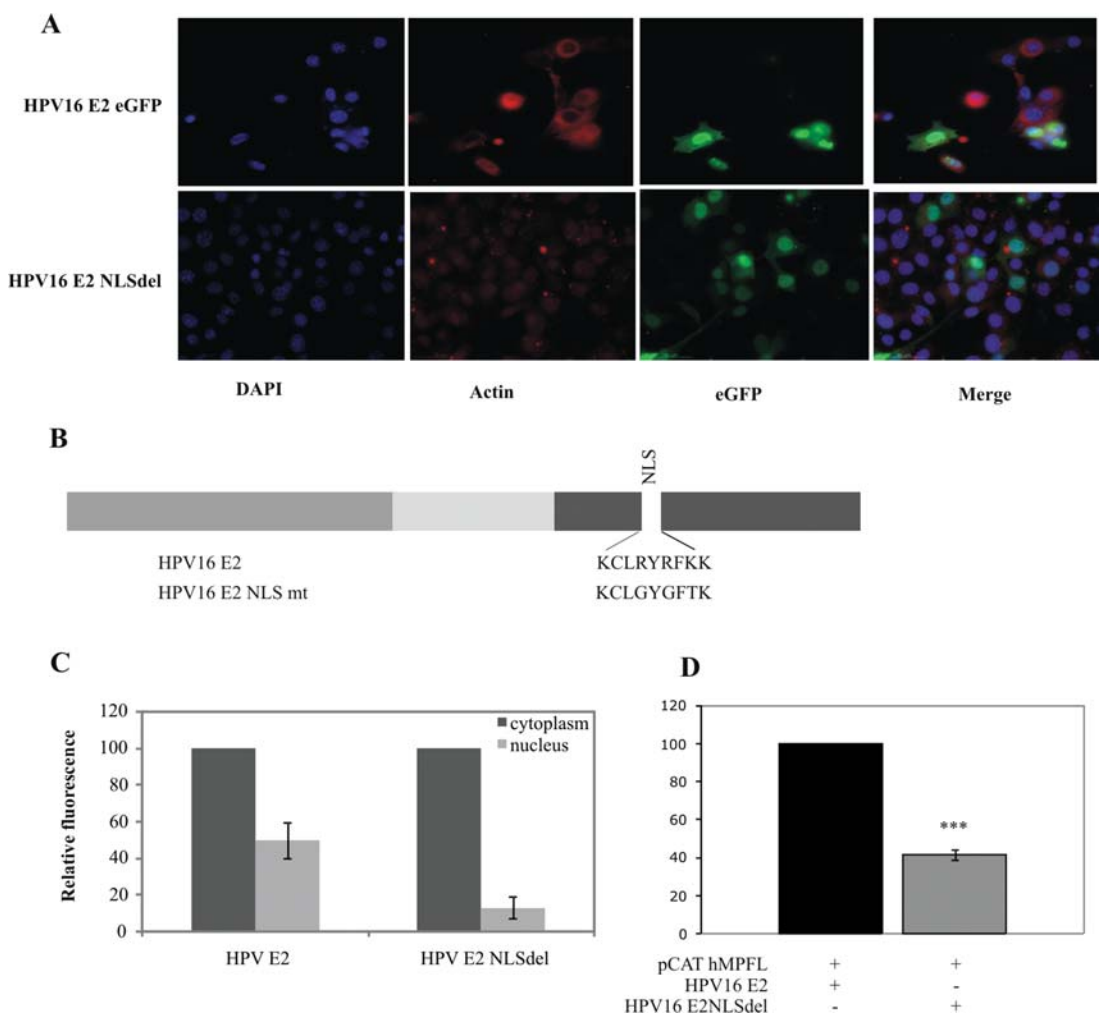 A
HPV16 E2 eGFP
HPV16 E2 NLSdel
DAPI Actin eGFP Merge
B
NLS
HPV16 E2 KCLRYRFKK
HPV16 E2 NLS mt KCLGYGFTK
C
Relative fluorescence
120
100
80
60
40
20
0
cytoplasm
nucleus
HPV E2 HPV E2 NLSdel
D
120
100
80
60
40
20
0
***
pCAT hMPFL + +
HPV16 E2 + -
HPV16 E2NLSdel - +